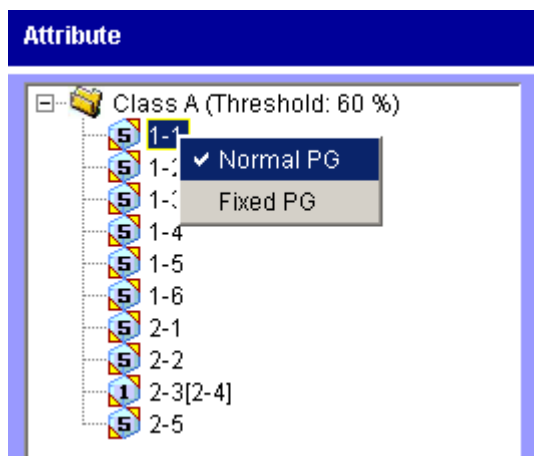 Attribute
Class A (Threshold: 60 %)
5 1-1
✔ Normal PG
5 1-2
5 1-3
Fixed PG
5 1-4
5 1-5
5 1-6
5 2-1
5 2-2
1 2-3[2-4]
5 2-5